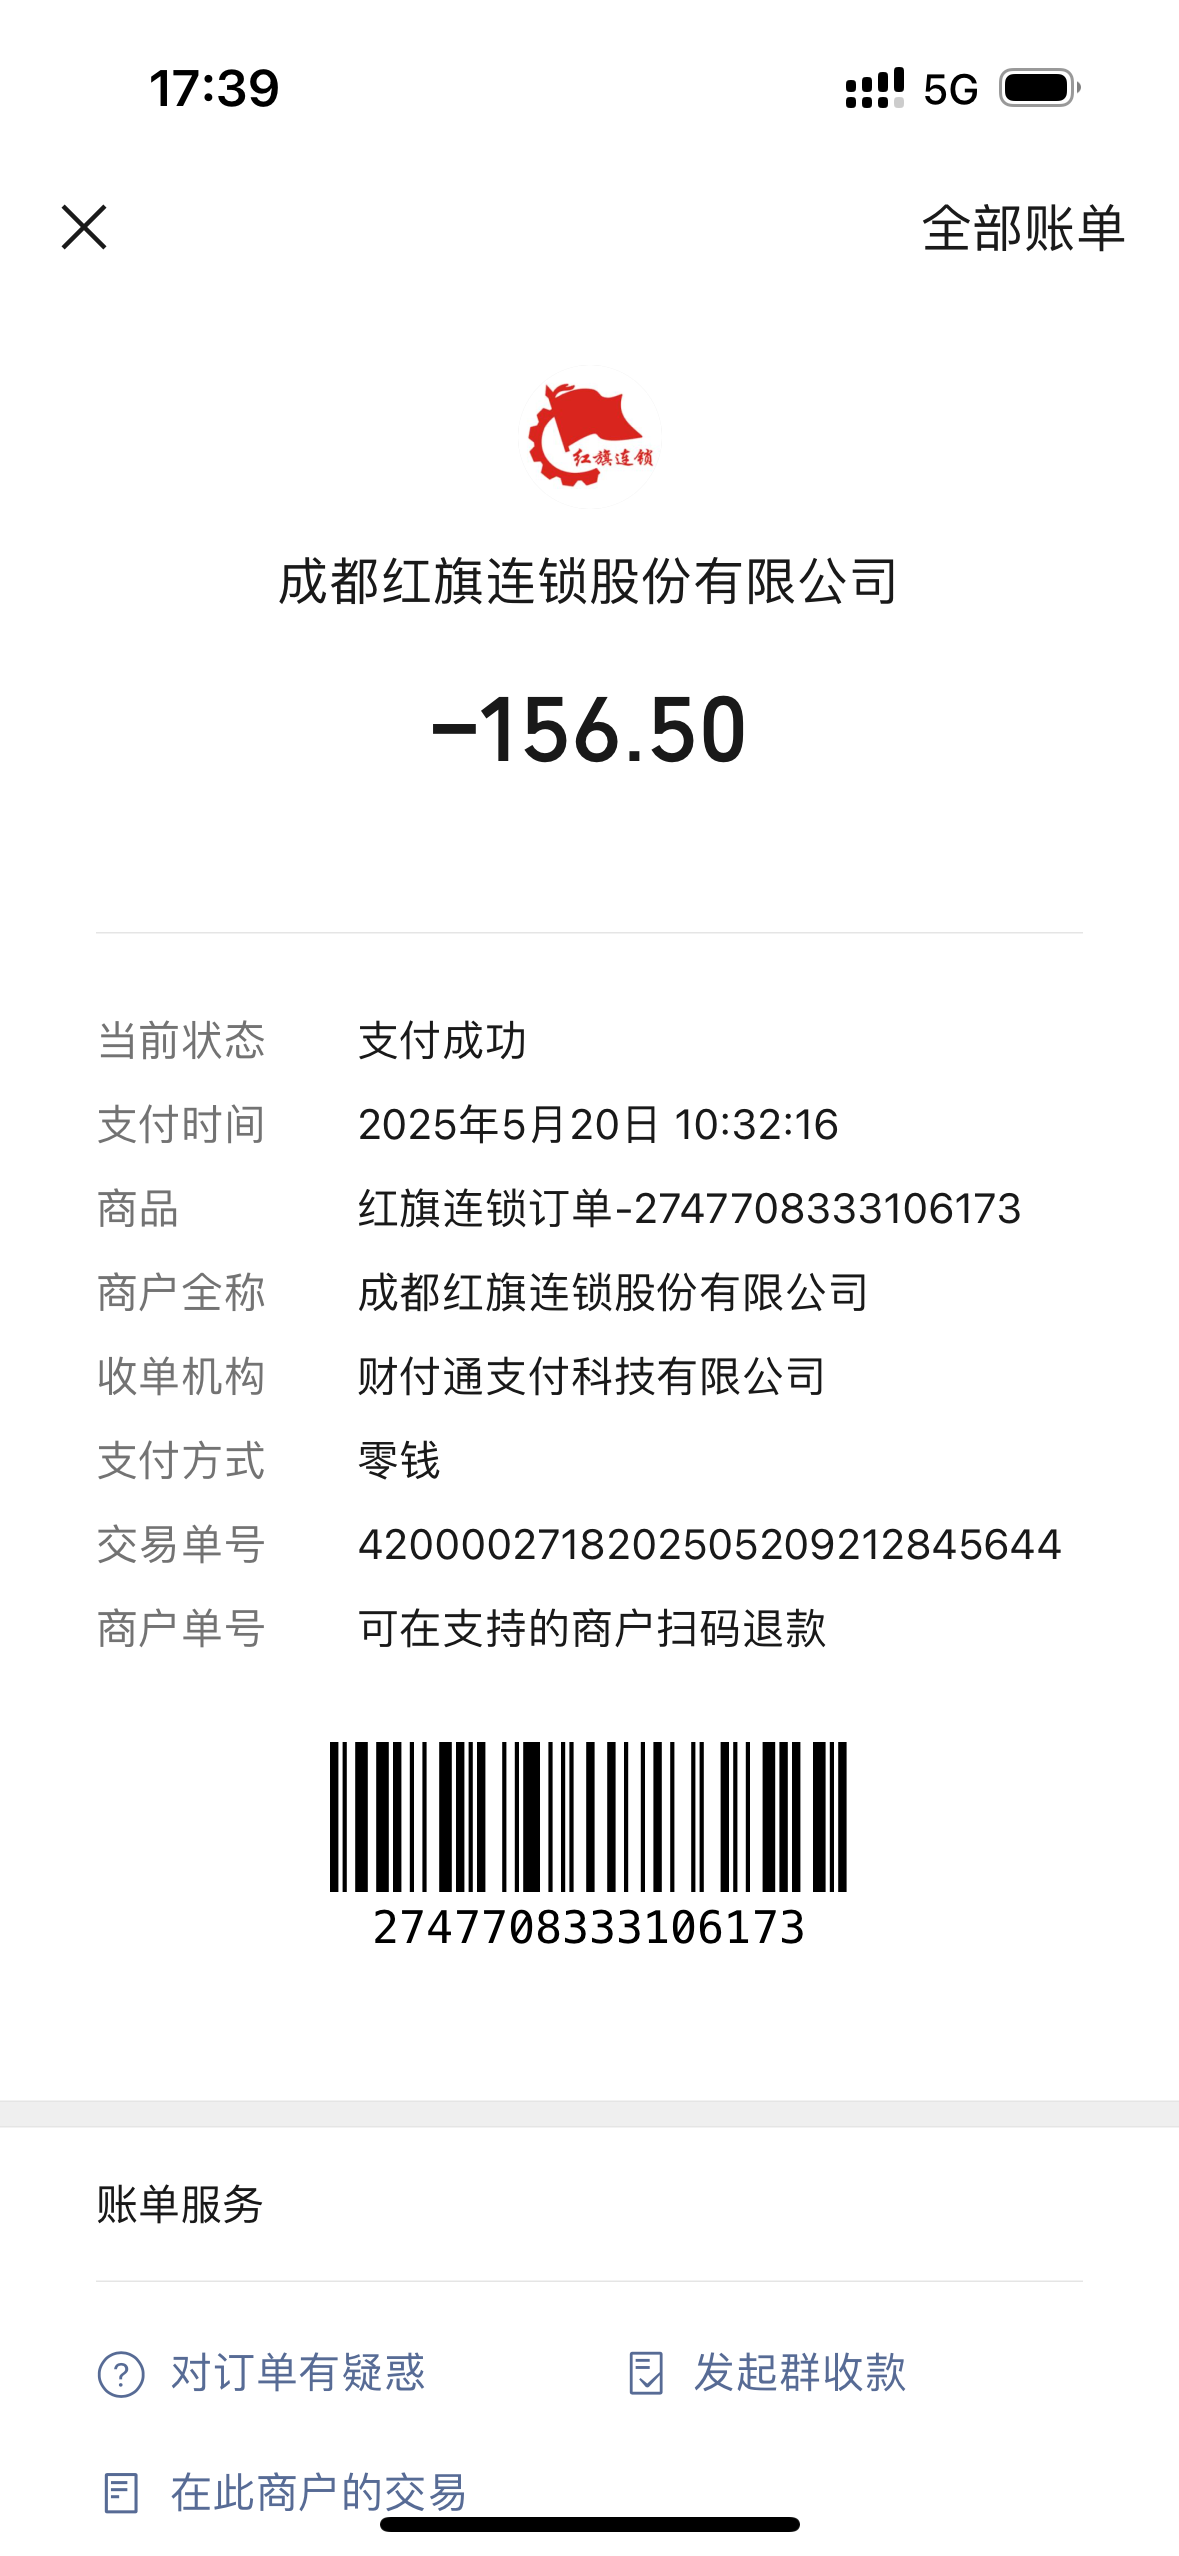 17:39
5G
全部账单
红旗连锁
成都红旗连锁股份有限公司
-156.50
当前状态 支付成功
支付时间 2025年5月20日 10:32:16
商品 红旗连锁订单-2747708333106173
商户全称 成都红旗连锁股份有限公司
收单机构 财付通支付科技有限公司
支付方式 零钱
交易单号 4200002718202505209212845644
商户单号 可在支持的商户扫码退款
2747708333106173
账单服务
对订单有疑惑
发起群收款
在此商户的交易